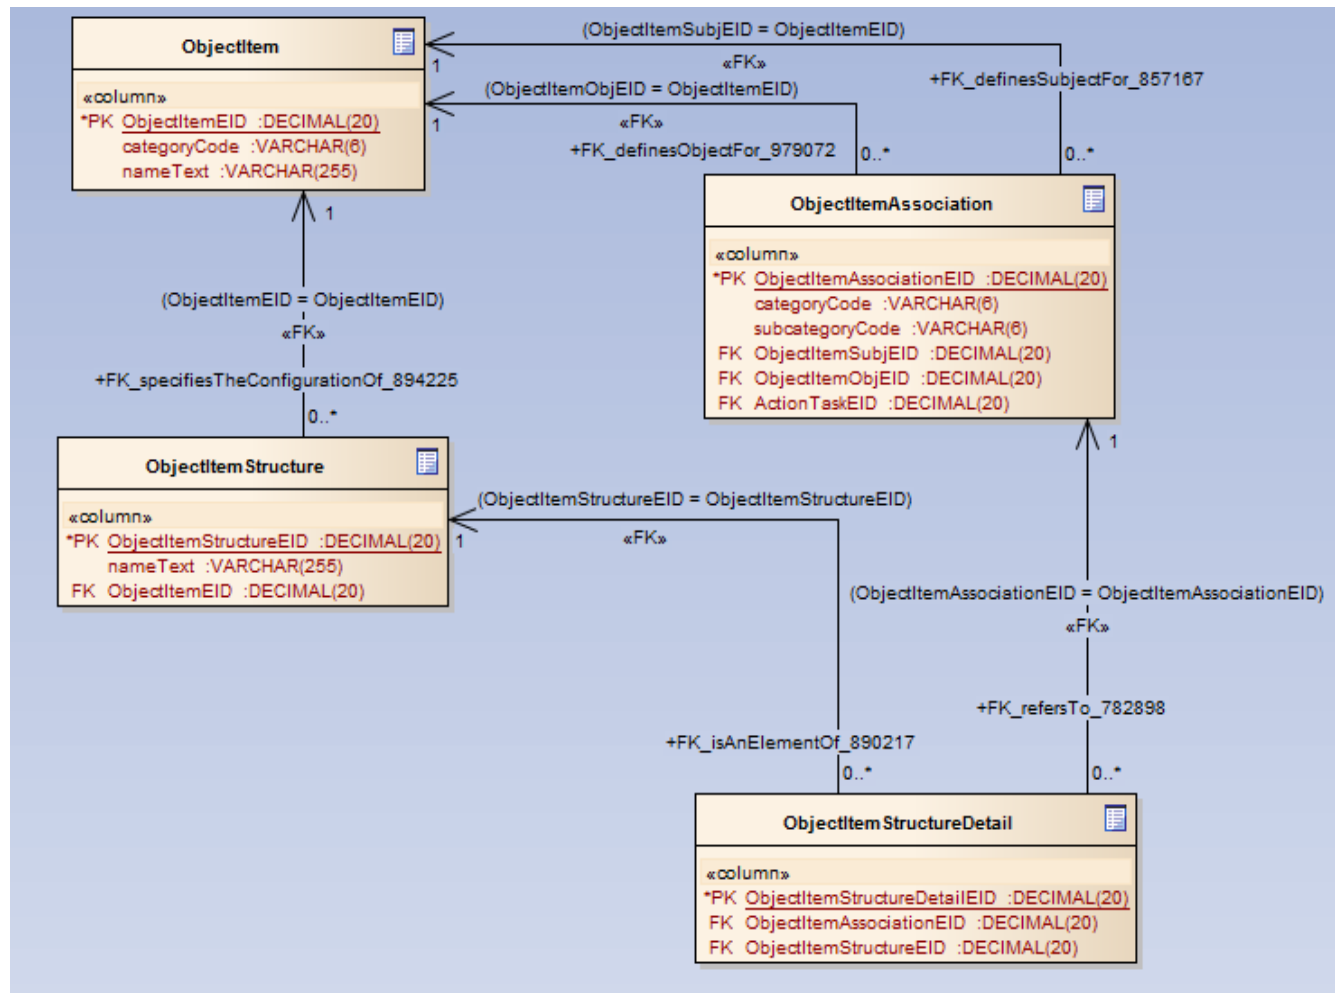 ObjectItem
«column»
*PK ObjectItemEID :DECIMAL(20)
categoryCode :VARCHAR(6)
nameText :VARCHAR(255)
(ObjectItemSubjEID = ObjectItemEID)
1
«FK»
+FK_definesSubjectFor_857167
(ObjectItemObjEID = ObjectItemEID)
1
«FK»
+FK_definesObjectFor_979072
0..*
0..*
ObjectItemAssociation
«column»
*PK ObjectItemAssociationEID :DECIMAL(20)
categoryCode :VARCHAR(6)
subcategoryCode :VARCHAR(6)
FK ObjectItemSubjEID :DECIMAL(20)
FK ObjectItemObjEID :DECIMAL(20)
FK ActionTaskEID :DECIMAL(20)
1
(ObjectItemEID = ObjectItemEID)
«FK»
+FK_specifiesTheConfigurationOf_894225
0..*
ObjectItemStructure
«column»
*PK ObjectItemStructureEID :DECIMAL(20)
nameText :VARCHAR(255)
FK ObjectItemEID :DECIMAL(20)
(ObjectItemStructureEID = ObjectItemStructureEID)
1
«FK»
1
(ObjectItemAssociationEID = ObjectItemAssociationEID)
«FK»
+FK_refersTo_782898
+FK_isAnElementOf_890217
0..*
0..*
ObjectItemStructureDetail
«column»
*PK ObjectItemStructureDetailEID :DECIMAL(20)
FK ObjectItemAssociationEID :DECIMAL(20)
FK ObjectItemStructureEID :DECIMAL(20)